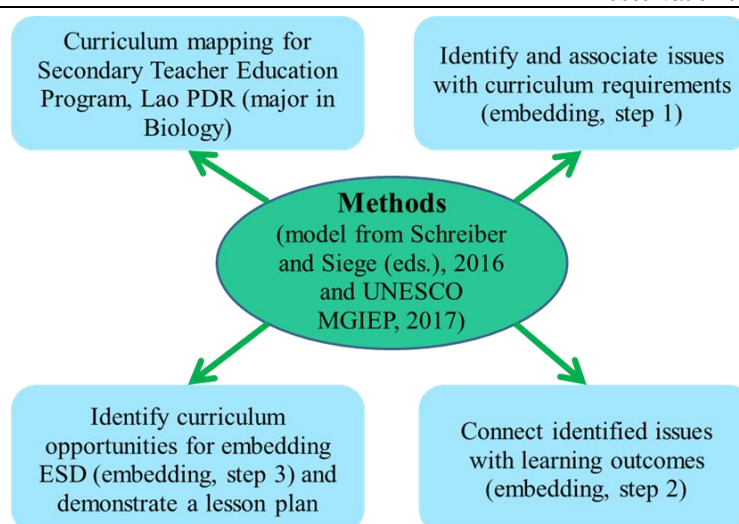 Curriculum mapping for
Secondary Teacher Education
Program, Lao PDR (major in
Biology)
Identify and associate issues
with curriculum requirements
(embedding, step 1)
Methods
(model from Schreiber
and Siege (eds.), 2016
and UNESCO
MGIEP, 2017)
Identify curriculum
opportunities for embedding
ESD (embedding, step 3) and
demonstrate a lesson plan
Connect identified issues
with learning outcomes
(embedding, step 2)